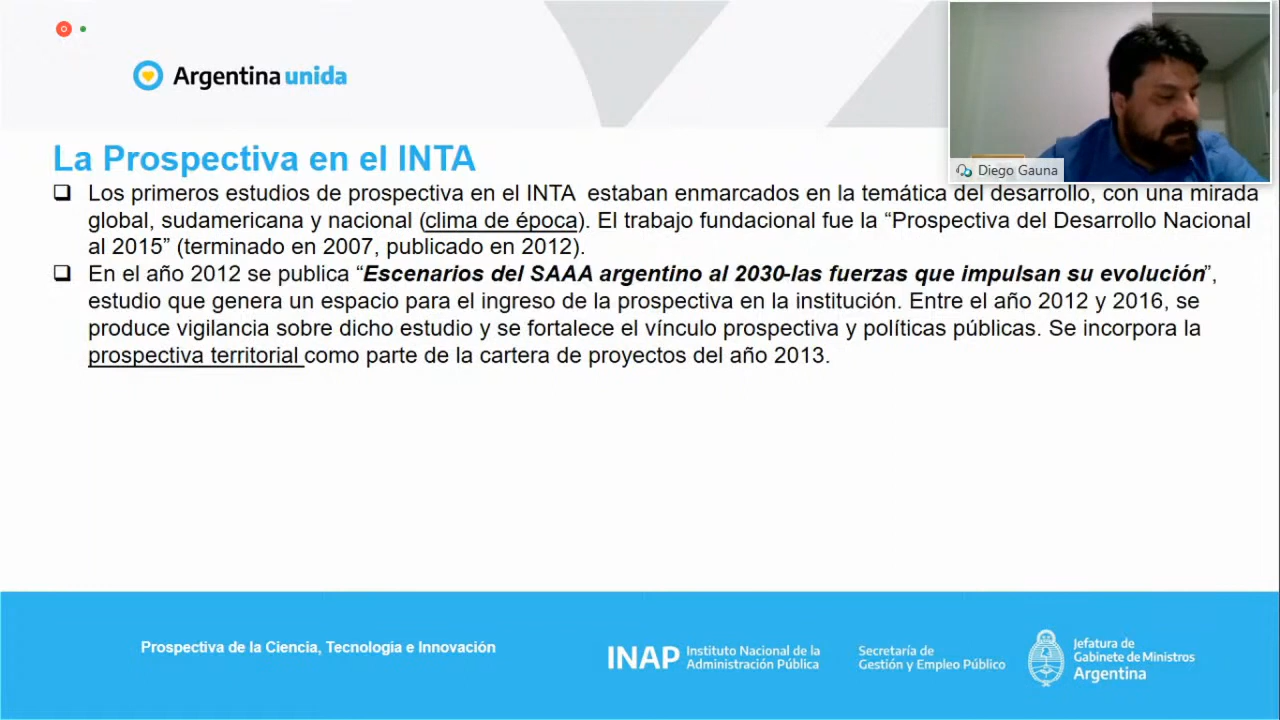 Argentina unida
Diego Gauna
La Prospectiva en el INTA
Los primeros estudios de prospectiva en el INTA estaban enmarcados en la temática del desarrollo, con una mirada
global, sudamericana y nacional (clima de época). El trabajo fundacional fue la “Prospectiva del Desarrollo Nacional
al 2015” (terminado en 2007, publicado en 2012).
En el año 2012 se publica “Escenarios del SAAA argentino al 2030-las fuerzas que impulsan su evolución”,
estudio que genera un espacio para el ingreso de la prospectiva en la institución. Entre el año 2012 y 2016, se
produce vigilancia sobre dicho estudio y se fortalece el vínculo prospectiva y políticas públicas. Se incorpora la
prospectiva territorial como parte de la cartera de proyectos del año 2013.
Prospectiva de la Ciencia, Tecnologia e Innovación
INAP
Instituto Nacional de la
Administración Pública
Secretaría de
Gestión y Empleo Público
Jefatura de
Gabinete de Ministros
Argentina